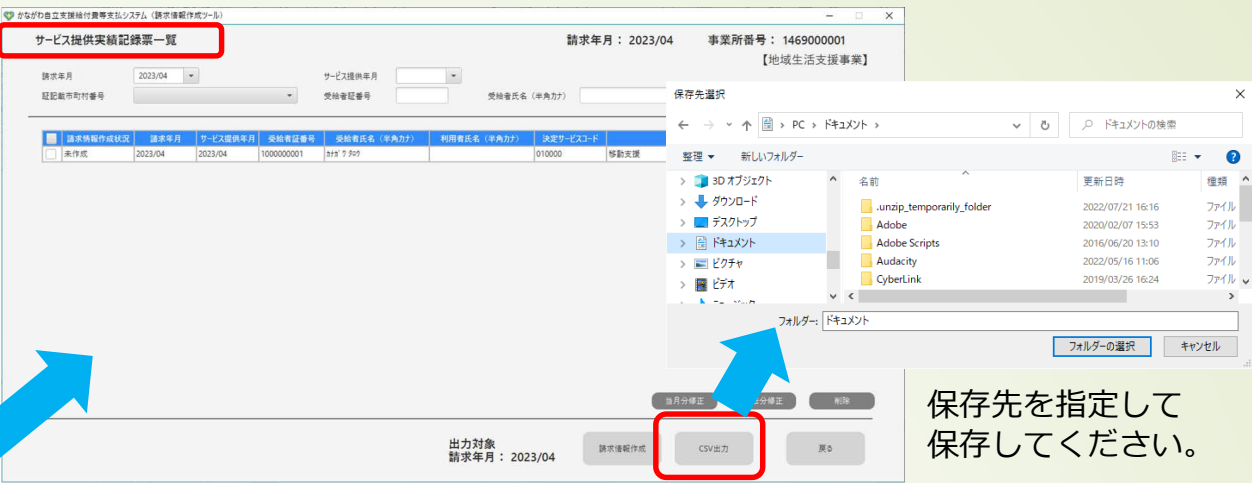 かながわ自立支援給付費等支払システム（請求情報作成ツール）
サービス提供実績記録票一覧
請求年月： 2023/04
事業所番号： 1469000001
【地域生活支援事業】
請求年月
2023/04
サービス提供年月
証記載市町村番号
受給者証番号
受給者氏名（半角カナ）
請求情報作成状況 請求年月 サービス提供年月 受給者証番号 受給者氏名（半角カナ） 利用者氏名（半角カナ） 決定サービスコード
未作成 2023/04 2023/04 1000000001 ｶﾅｶﾞﾜ ﾀﾛｳ 010000 移動支援
保存先選択
PC › ドキュメント ›
ドキュメントの検索
整理 新しいフォルダー
3D オブジェクト
ダウンロード
デスクトップ
ドキュメント
ピクチャ
ビデオ
名前 更新日時 種類
.unzip_temporarily_folder 2022/07/21 16:16 ファイル
Adobe 2020/02/07 15:53 ファイル
Adobe Scripts 2016/06/20 13:10 ファイル
Audacity 2022/05/16 11:06 ファイル
CyberLink 2019/03/26 16:24 ファイル
フォルダー: ドキュメント
フォルダーの選択 キャンセル
当月分修正
分修正
削除
出力対象
請求年月： 2023/04
請求情報作成
CSV出力
戻る
保存先を指定して
保存してください。